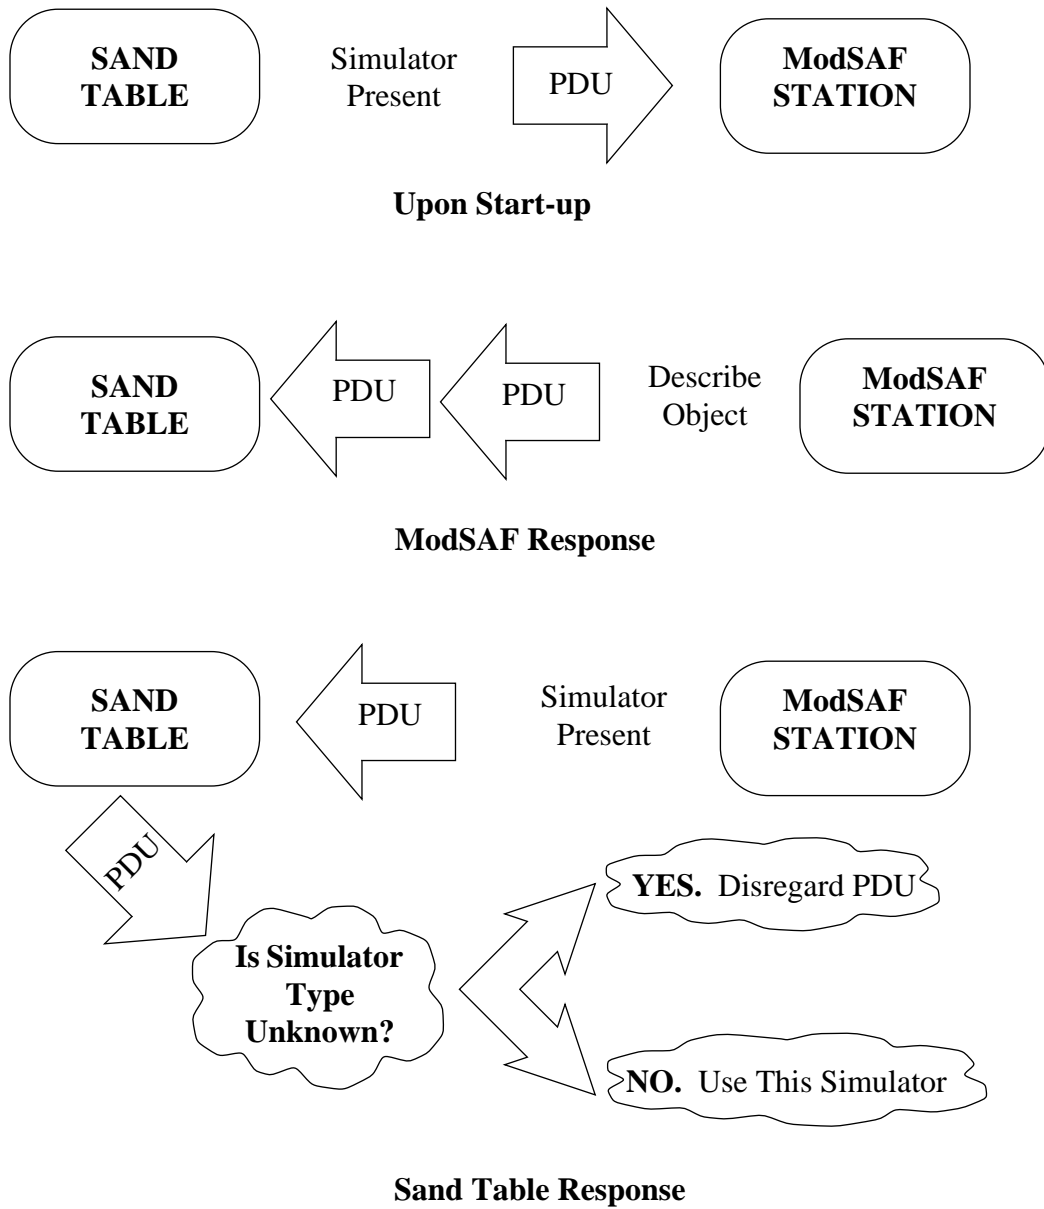 SAND
TABLE
Simulator
Present
PDU
ModSAF
STATION
Upon Start-up
SAND
TABLE
PDU
PDU
Describe
Object
ModSAF
STATION
ModSAF Response
SAND
TABLE
PDU
Simulator
Present
ModSAF
STATION
PDU
YES. Disregard PDU
Is Simulator
Type
Unknown?
NO. Use This Simulator
Sand Table Response